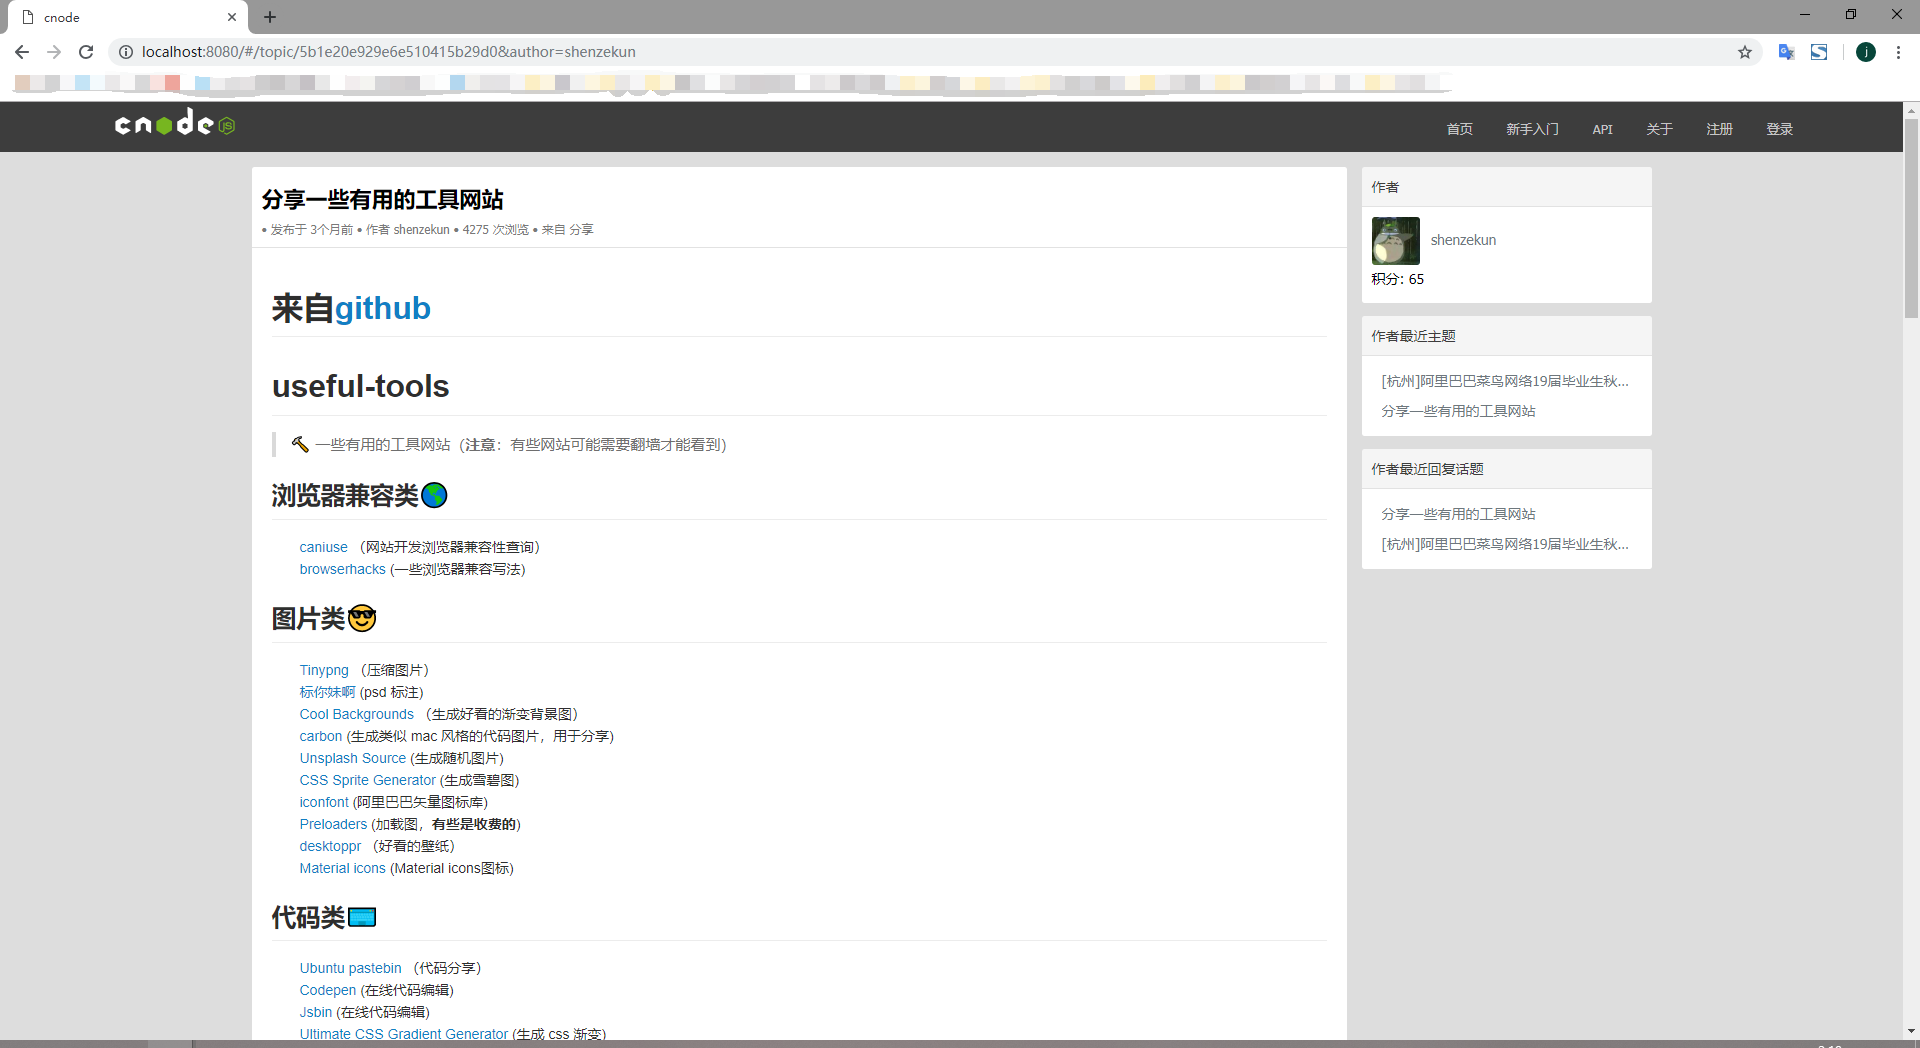 cnode
localhost:8080/#/topic/5b1e20e929e6e510415b29d0&author=shenzekun
j
cnode JS
首页 新手入门 API 关于 注册 登录
分享一些有用的工具网站
• 发布于 3个月前 • 作者 shenzekun • 4275 次浏览 • 来自 分享
来自github
useful-tools
一些有用的工具网站（注意：有些网站可能需要翻墙才能看到）
浏览器兼容类
caniuse （网站开发浏览器兼容性查询）
browserhacks (一些浏览器兼容写法)
图片类
Tinypng （压缩图片）
标你妹啊 (psd 标注)
Cool Backgrounds （生成好看的渐变背景图）
carbon (生成类似 mac 风格的代码图片，用于分享)
Unsplash Source (生成随机图片)
CSS Sprite Generator (生成雪碧图)
iconfont (阿里巴巴矢量图标库)
Preloaders (加载图，有些是收费的)
desktoppr （好看的壁纸）
Material icons (Material icons图标)
代码类
Ubuntu pastebin （代码分享）
Codepen (在线代码编辑)
Jsbin (在线代码编辑)
Ultimate CSS Gradient Generator (生成 css 渐变)
作者
shenzekun
积分: 65
作者最近主题
[杭州]阿里巴巴菜鸟网络19届毕业生秋...
分享一些有用的工具网站
作者最近回复话题
分享一些有用的工具网站
[杭州]阿里巴巴菜鸟网络19届毕业生秋...